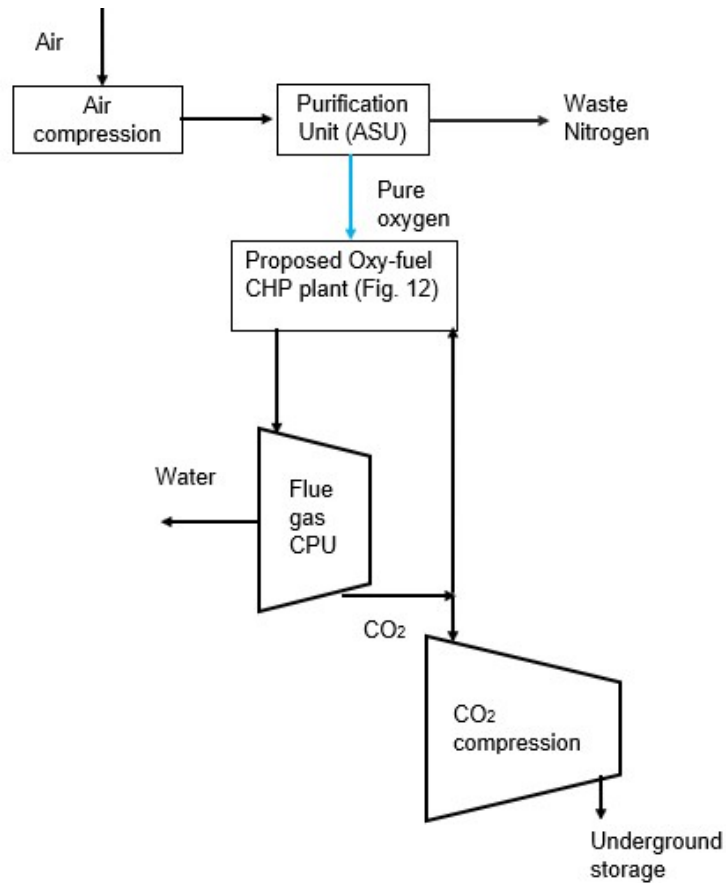 Air
Air
compression
Purification
Unit (ASU)
Waste
Nitrogen
Pure
oxygen
Proposed Oxy-fuel
CHP plant (Fig. 12)
Water
Flue
gas
CPU
CO₂
CO₂
compression
Underground
storage